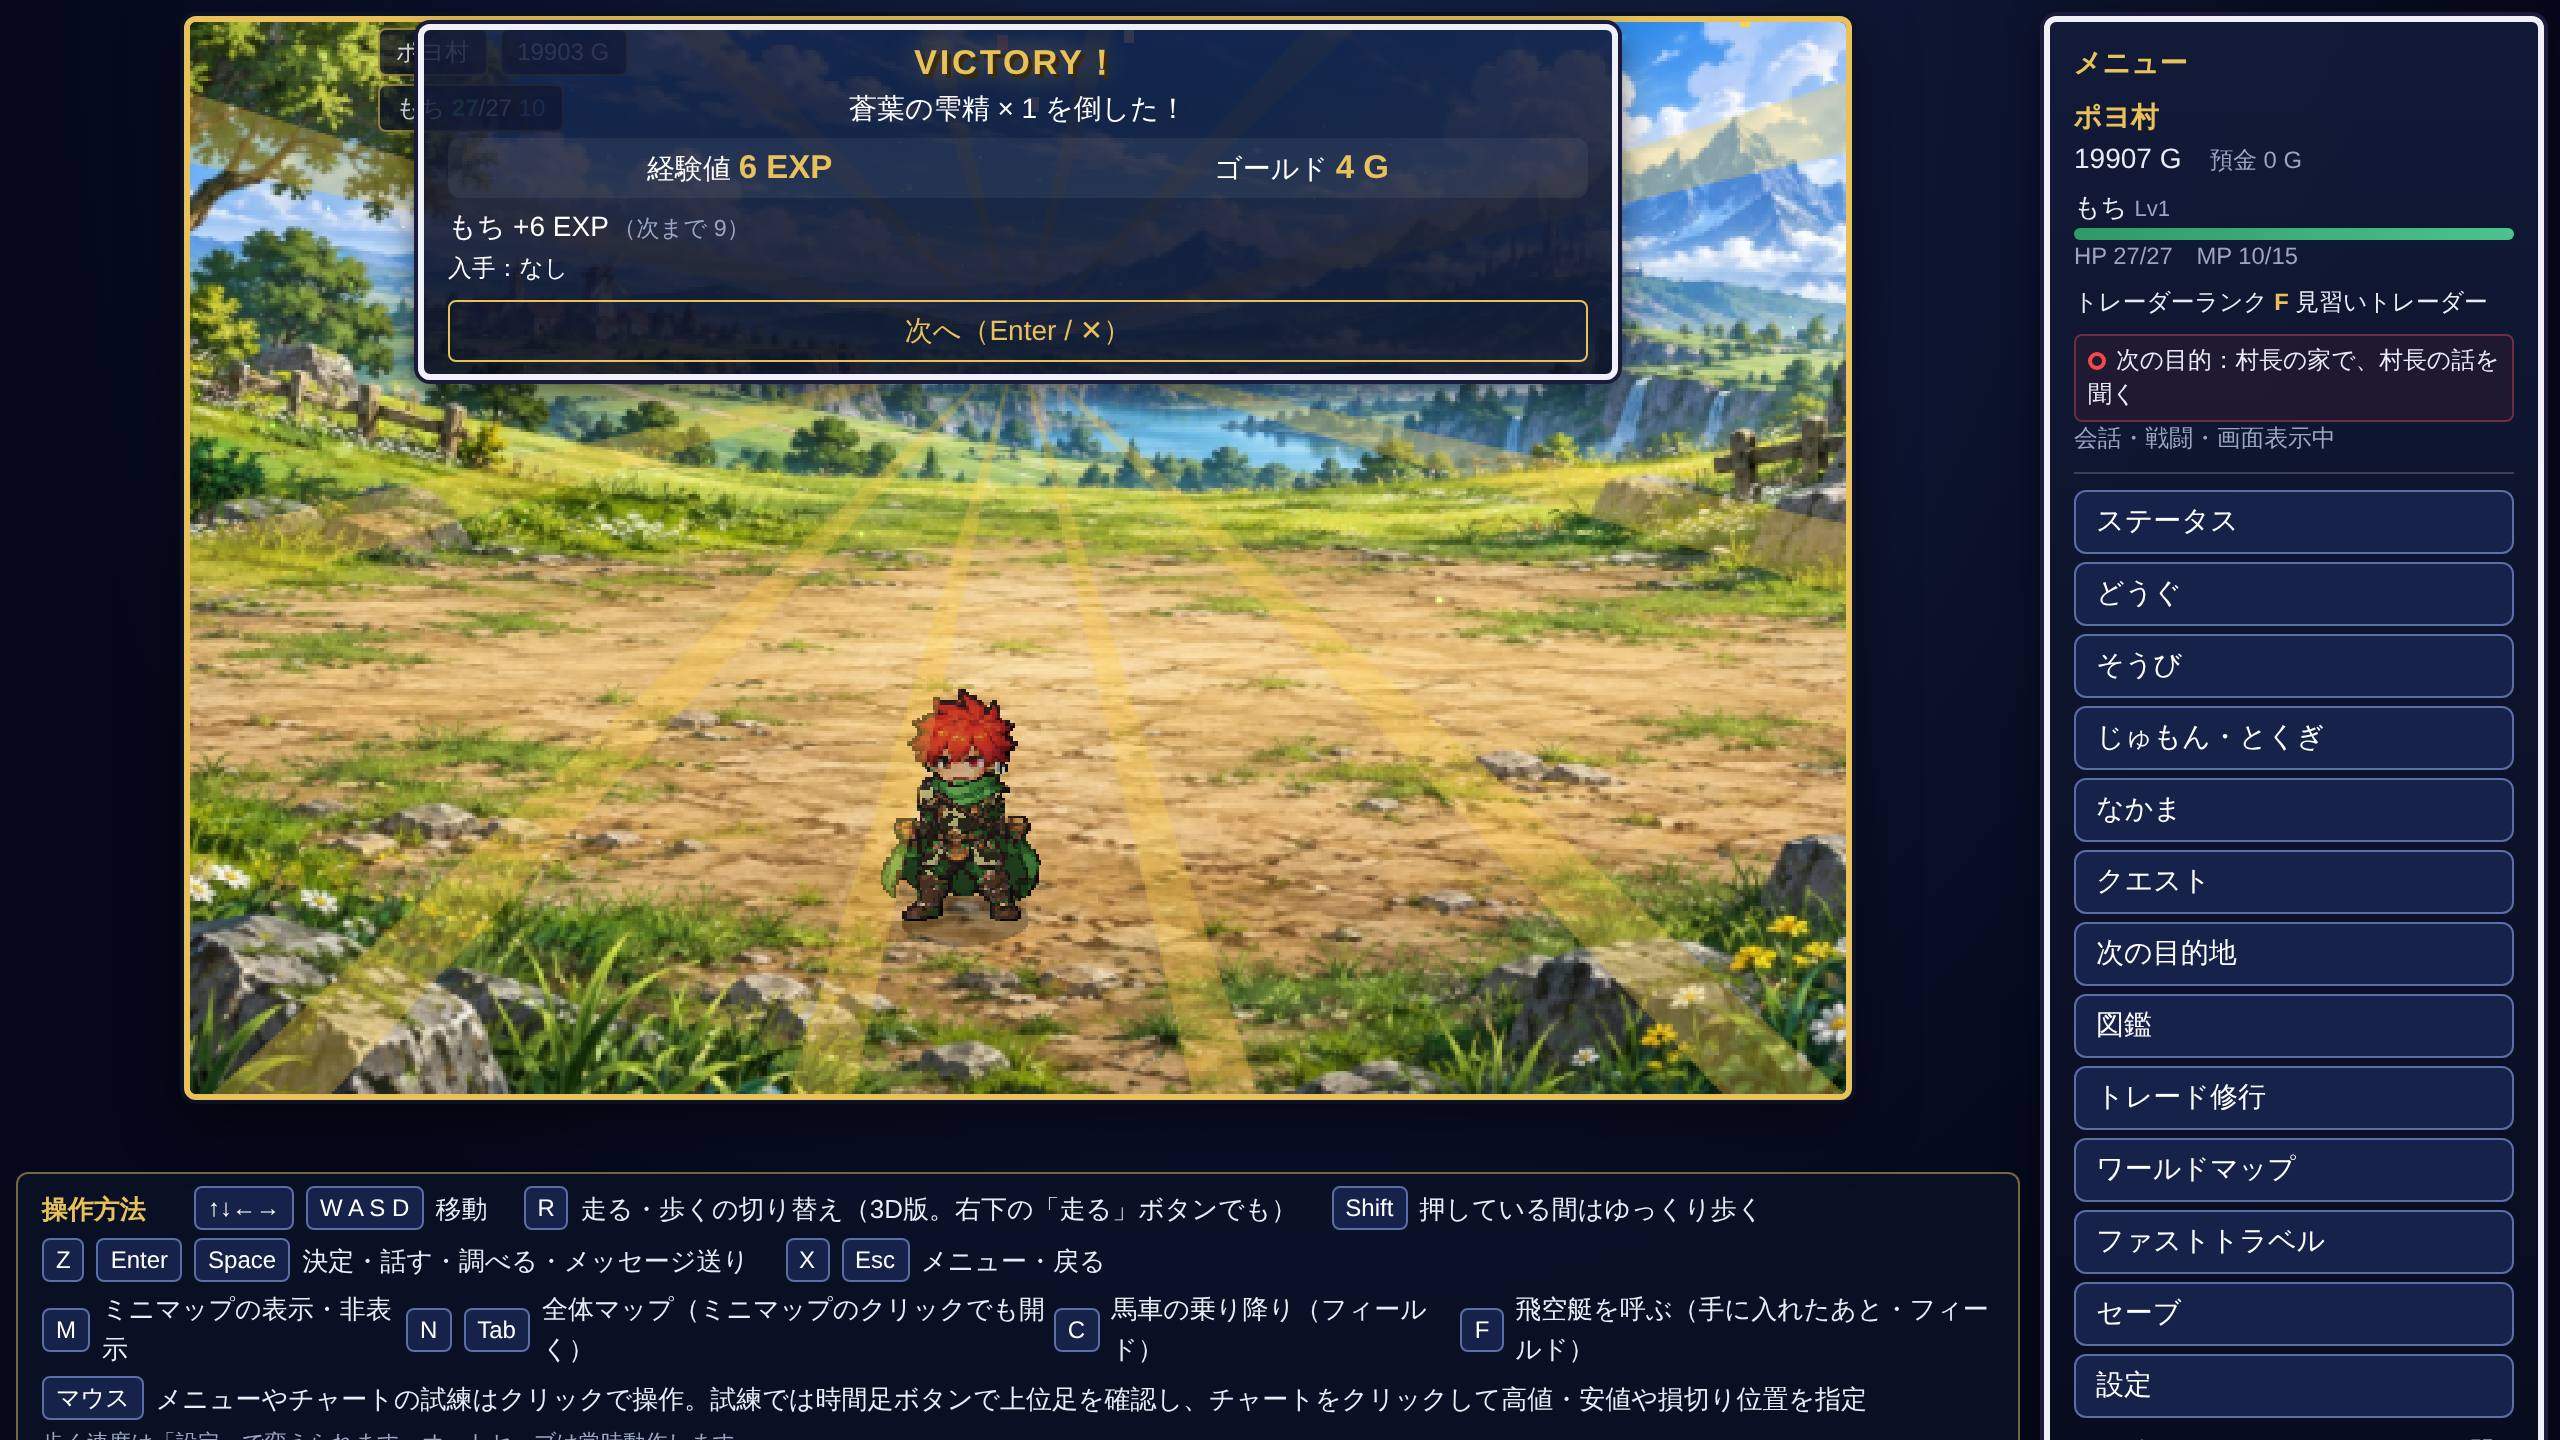 ポヨ村 19903 G
もち 27/27 10
VICTORY！
蒼葉の雫精 × 1 を倒した！
経験値 6 EXP ゴールド 4 G
もち +6 EXP（次まで 9）
入手：なし
次へ（Enter / ✕）
メニュー
ポヨ村
19907 G 預金 0 G
もち Lv1
HP 27/27 MP 10/15
トレーダーランク F 見習いトレーダー
次の目的：村長の家で、村長の話を
聞く
会話・戦闘・画面表示中
ステータス
どうぐ
そうび
じゅもん・とくぎ
なかま
クエスト
次の目的地
図鑑
トレード修行
ワールドマップ
ファストトラベル
セーブ
設定
操作方法 ↑↓←→ W A S D 移動 R 走る・歩くの切り替え（3D版。右下の「走る」ボタンでも） Shift 押している間はゆっくり歩く
Z Enter Space 決定・話す・調べる・メッセージ送り X Esc メニュー・戻る
M ミニマップの表示・非表示 N Tab 全体マップ（ミニマップのクリックでも開く） C 馬車の乗り降り（フィールド） F 飛空艇を呼ぶ（手に入れたあと・フィールド）
マウス メニューやチャートの試練はクリックで操作。試練では時間足ボタンで上位足を確認し、チャートをクリックして高値・安値や損切り位置を指定